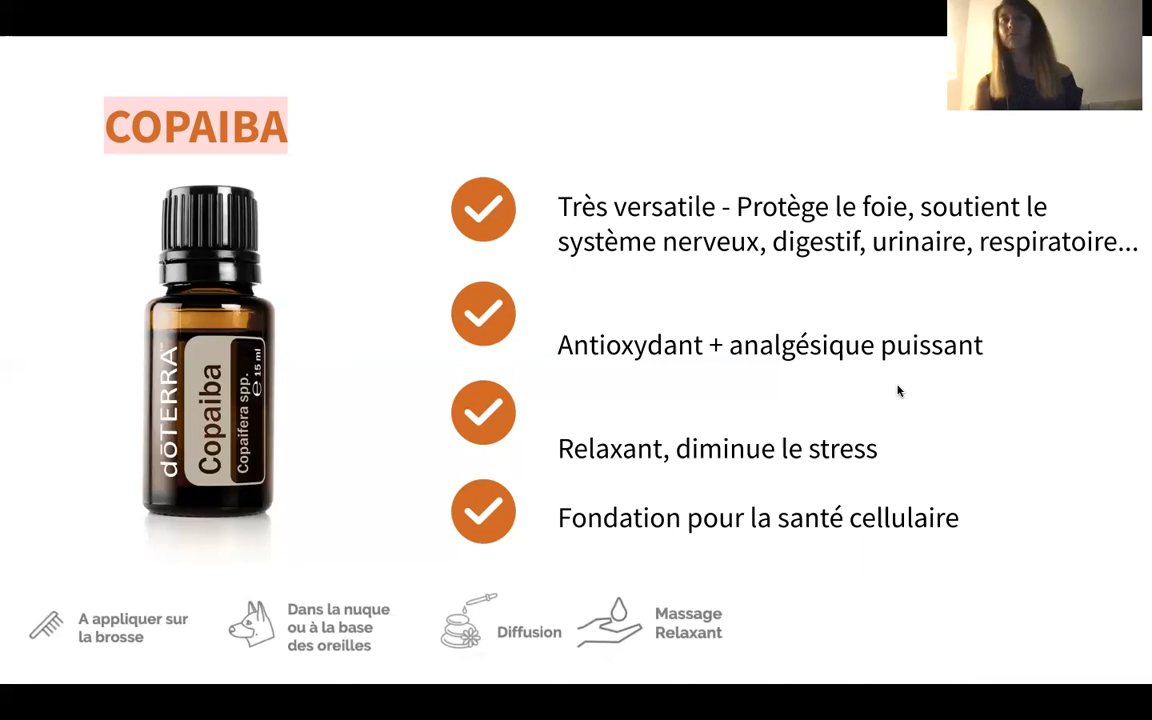 COPAIBA
Très versatile - Protège le foie, soutient le
système nerveux, digestif, urinaire, respiratoire...
Antioxydant + analgésique puissant
Relaxant, diminue le stress
Fondation pour la santé cellulaire
dōTERRA™
Copaiba
Copaifera spp.
℮ 15 ml
A appliquer sur
la brosse
Dans la nuque
ou à la base
des oreilles
Diffusion
Massage
Relaxant